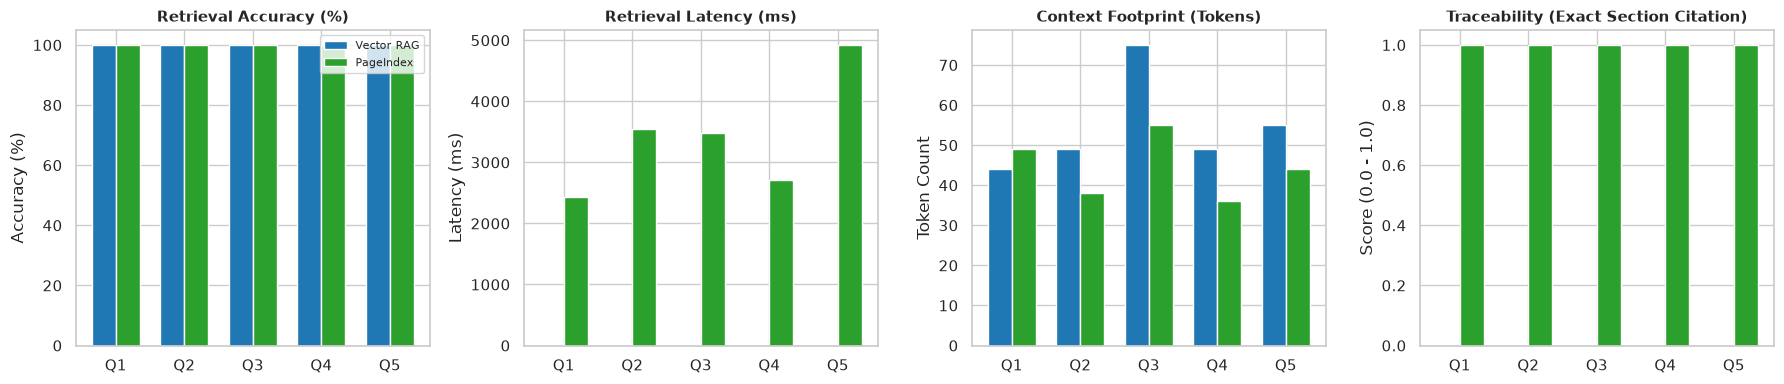 Retrieval Accuracy (%)
Accuracy (%)
100
80
60
40
20
0
Q1 Q2 Q3 Q4 Q5
Vector RAG
PageIndex
Retrieval Latency (ms)
Latency (ms)
5000
4000
3000
2000
1000
0
Q1 Q2 Q3 Q4 Q5
Context Footprint (Tokens)
Token Count
70
60
50
40
30
20
10
0
Q1 Q2 Q3 Q4 Q5
Traceability (Exact Section Citation)
Score (0.0 - 1.0)
1.0
0.8
0.6
0.4
0.2
0.0
Q1 Q2 Q3 Q4 Q5